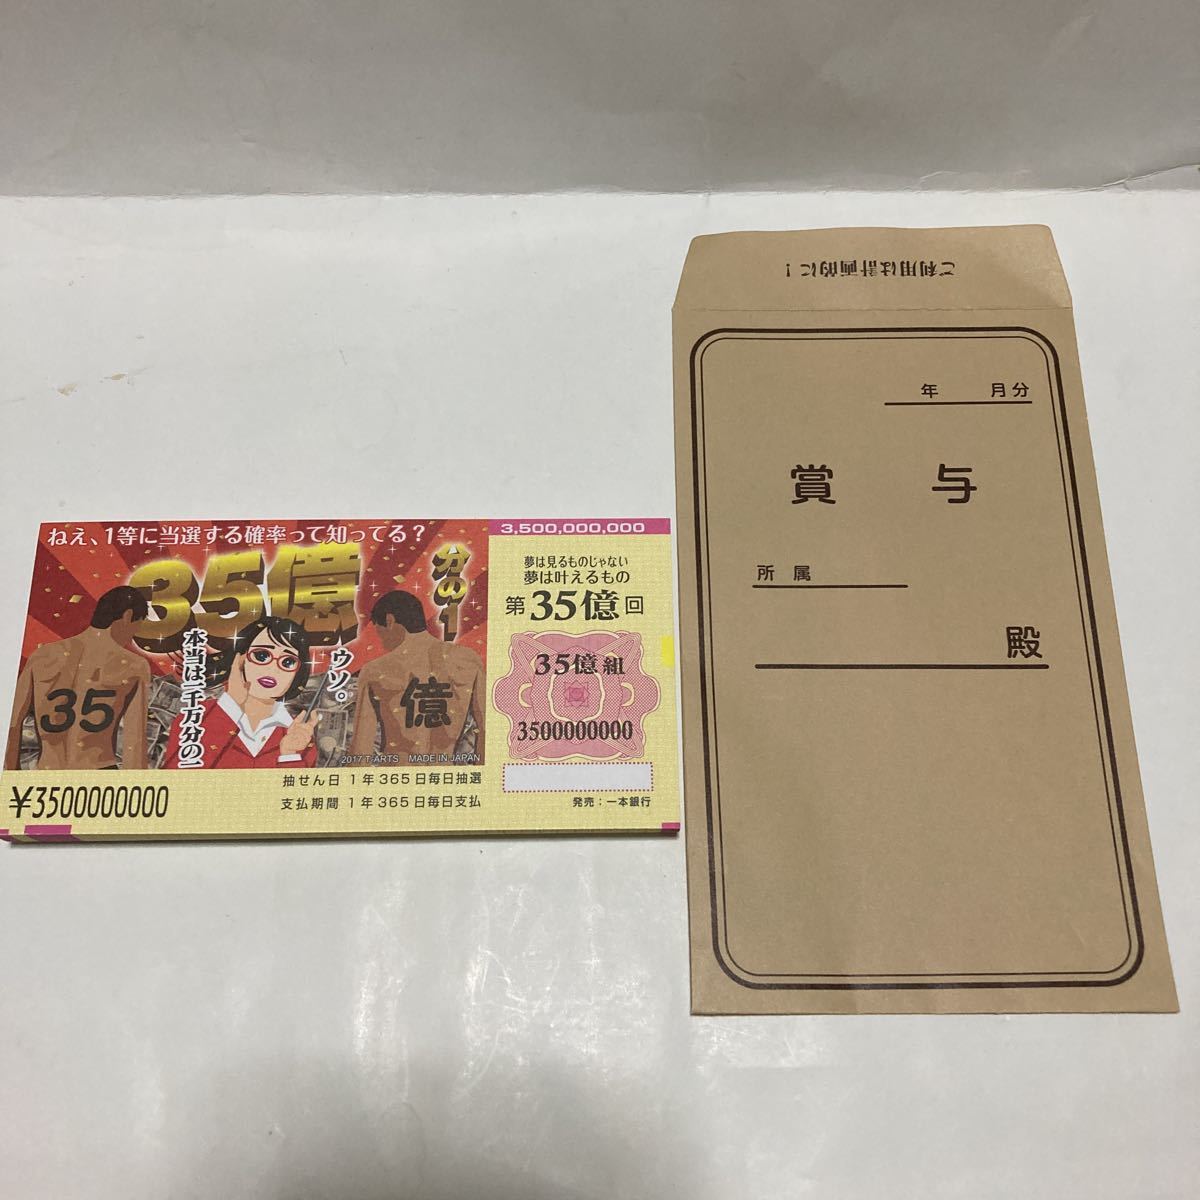 ねえ、1等に当選する確率って知ってる?
35億
分の1
35
億
ウソ。
本当は一千万分の一
2017 T-ARTS MADE IN JAPAN
抽せん日 1年365日毎日抽選
支払期間 1年365日毎日支払
¥3500000000
3,500,000,000
夢は見るものじゃない
夢は叶えるもの
第35億回
35億組
3500000000
発売:一本銀行
ご利用は計画的に!
年 月分
賞 与
所 属
殿